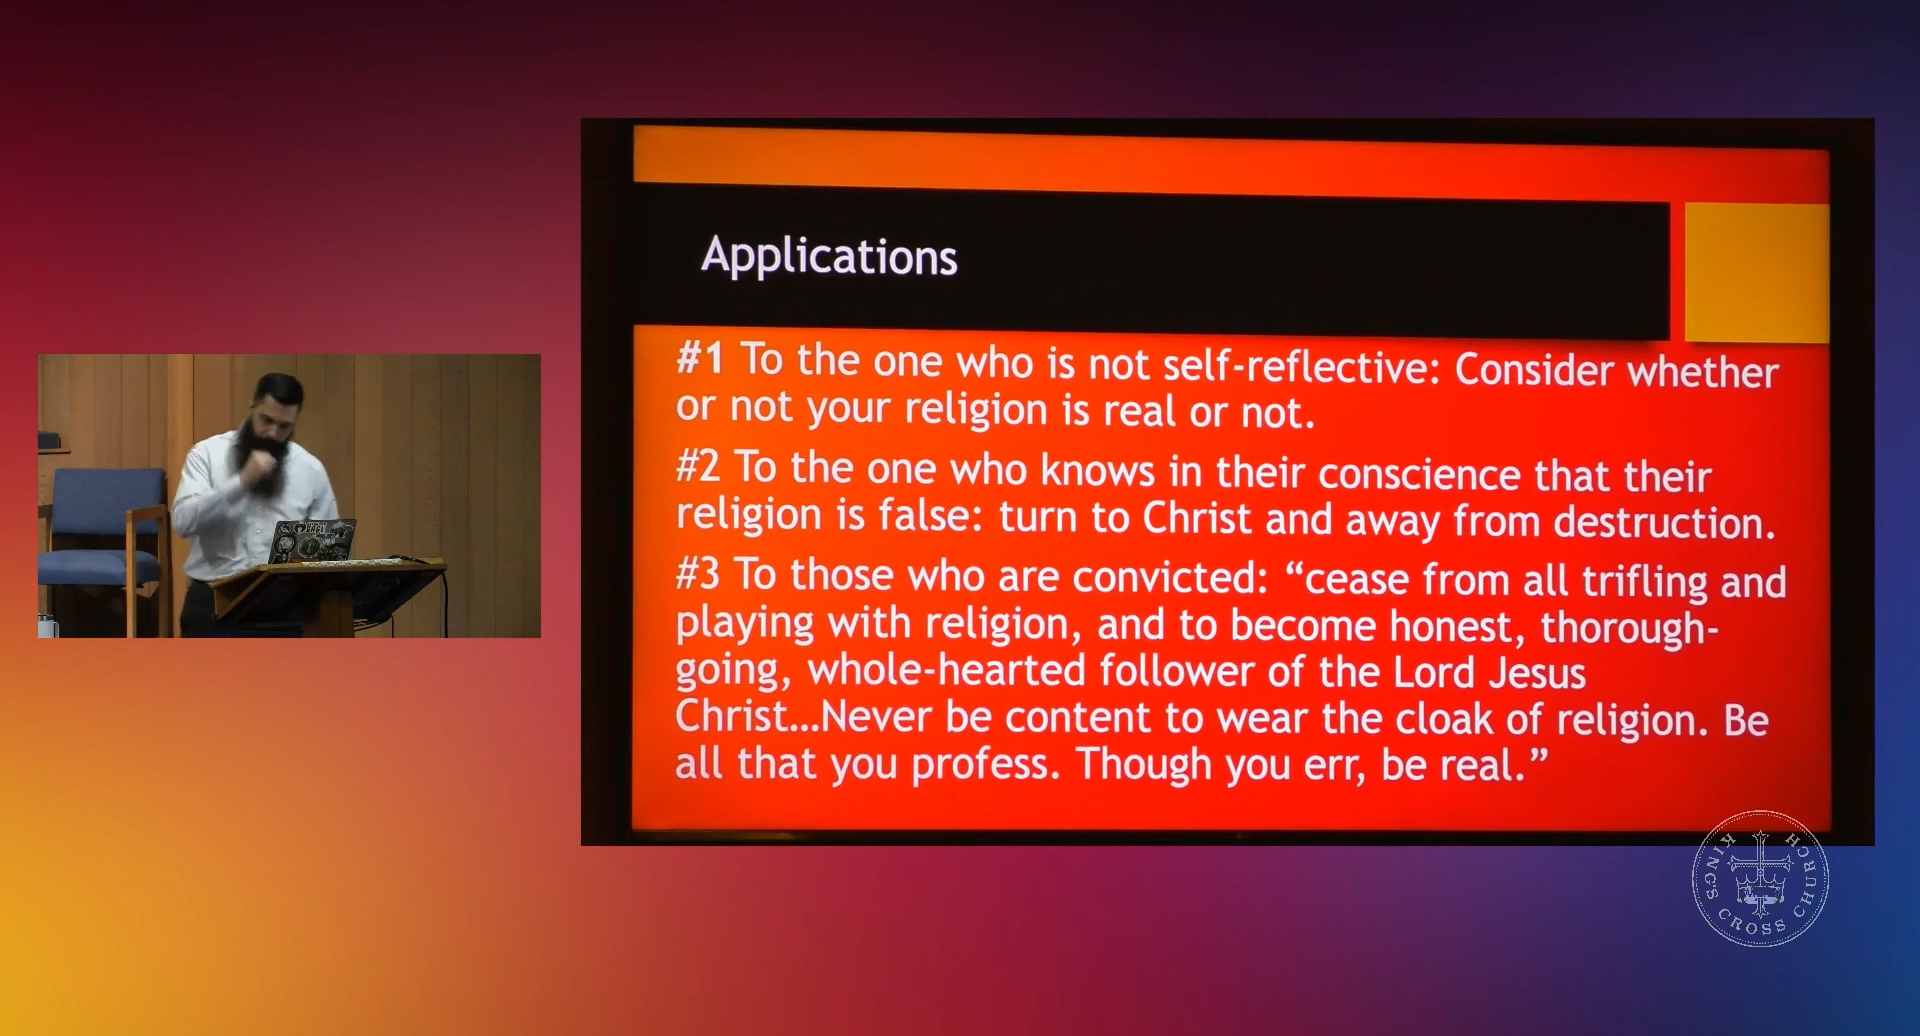 Applications
#1 To the one who is not self-reflective: Consider whether
or not your religion is real or not.
#2 To the one who knows in their conscience that their
religion is false: turn to Christ and away from destruction.
#3 To those who are convicted: “cease from all trifling and
playing with religion, and to become honest, thorough-
going, whole-hearted follower of the Lord Jesus
Christ…Never be content to wear the cloak of religion. Be
all that you profess. Though you err, be real.”
KING'S CROSS CHURCH